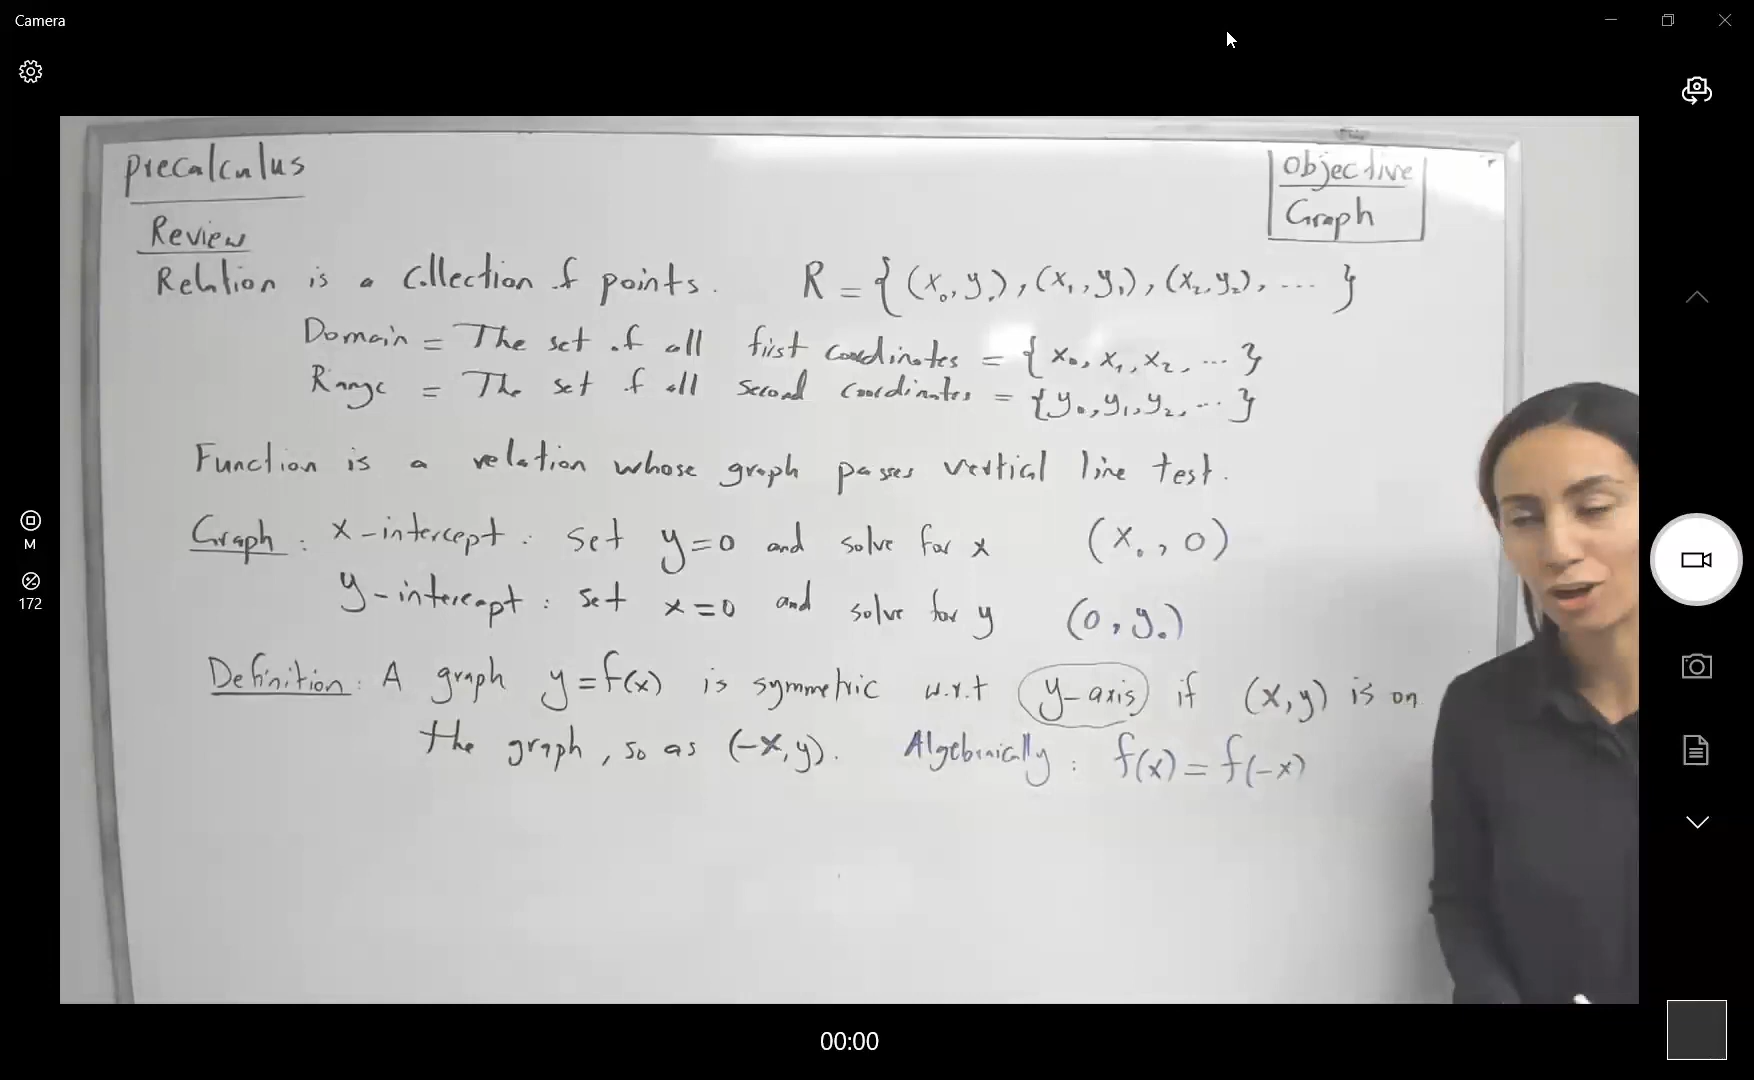 Camera
precalculus
Objective
Graph
Review
Relation is a collection of points. R = { (x₀, y₀), (x₁, y₁), (x₂, y₂), ... }
Domain = The set of all first coordinates = { x₀, x₁, x₂, ... }
Range = The set of all second coordinates = { y₀, y₁, y₂, ... }
Function is a relation whose graph passes vertical line test.
Graph : x-intercept : set y=0 and solve for x (x₀, 0)
y-intercept : set x=0 and solve for y (0, y₀)
Definition : A graph y=f(x) is symmetric w.r.t y-axis if (x,y) is on
the graph, so as (-x,y). Algebraically : f(x) = f(-x)
M
172
00:00